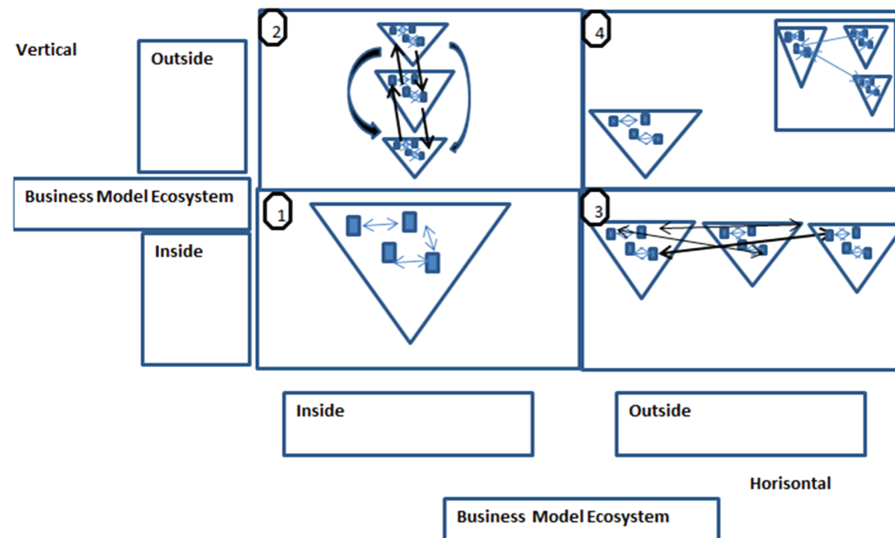 2
4
Vertical
Outside
Business Model Ecosystem
1
3
Inside
Inside
Outside
Horisontal
Business Model Ecosystem